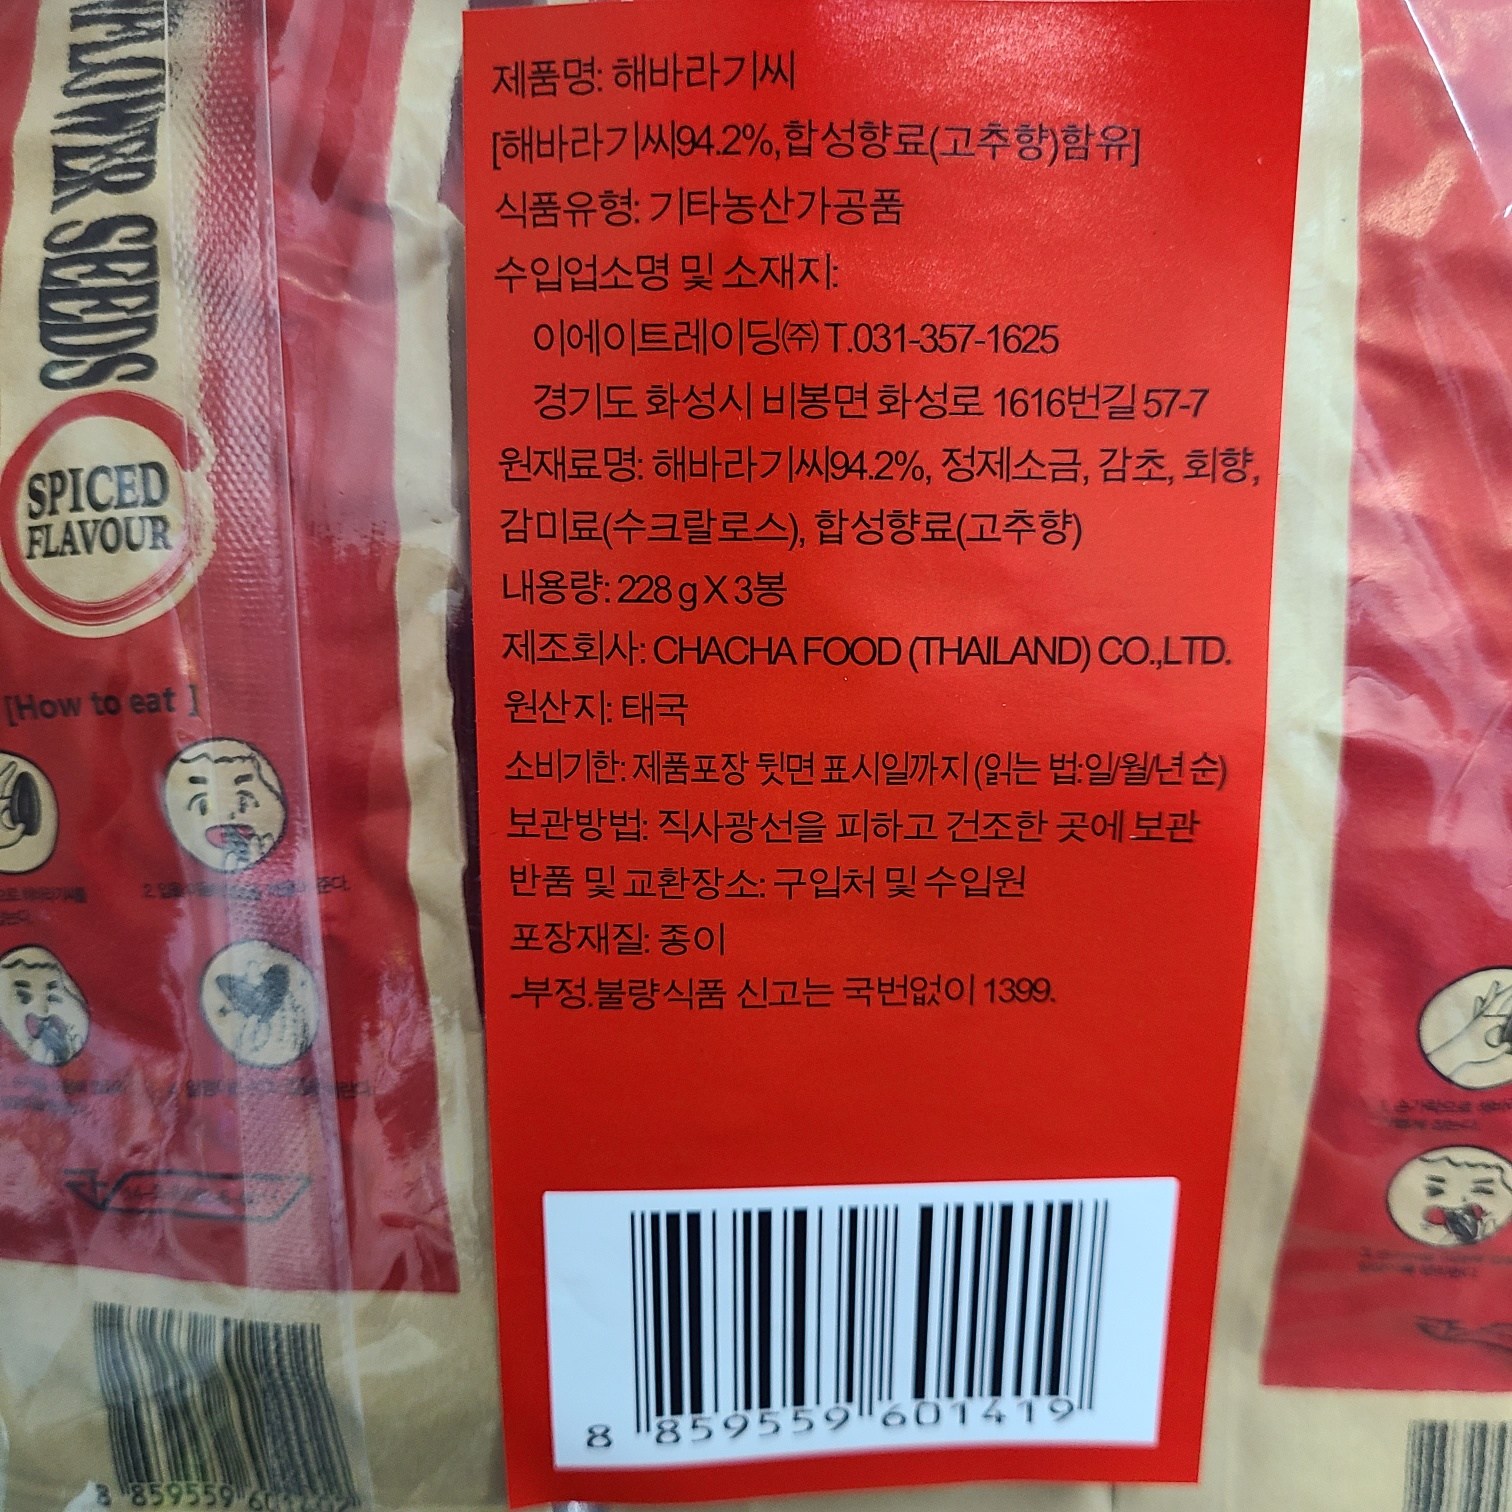 제품명: 해바라기씨
[해바라기씨94.2%,합성향료(고추향)함유]
식품유형: 기타농산가공품
수입업소명 및 소재지:
이에이트레이딩㈜ T.031-357-1625
경기도 화성시 비봉면 화성로 1616번길 57-7
원재료명: 해바라기씨94.2%, 정제소금, 감초, 회향,
감미료(수크랄로스), 합성향료(고추향)
내용량: 228 g X 3봉
제조회사: CHACHA FOOD (THAILAND) CO.,LTD.
원산지: 태국
소비기한: 제품포장 뒷면 표시일까지 (읽는 법:일/월/년 순)
보관방법: 직사광선을 피하고 건조한 곳에 보관
반품 및 교환장소: 구입처 및 수입원
포장재질: 종이
-부정.불량식품 신고는 국번없이 1399.
8 859559 601419
SEEDS
SPICED
FLAVOUR
[How to eat]
8 859559